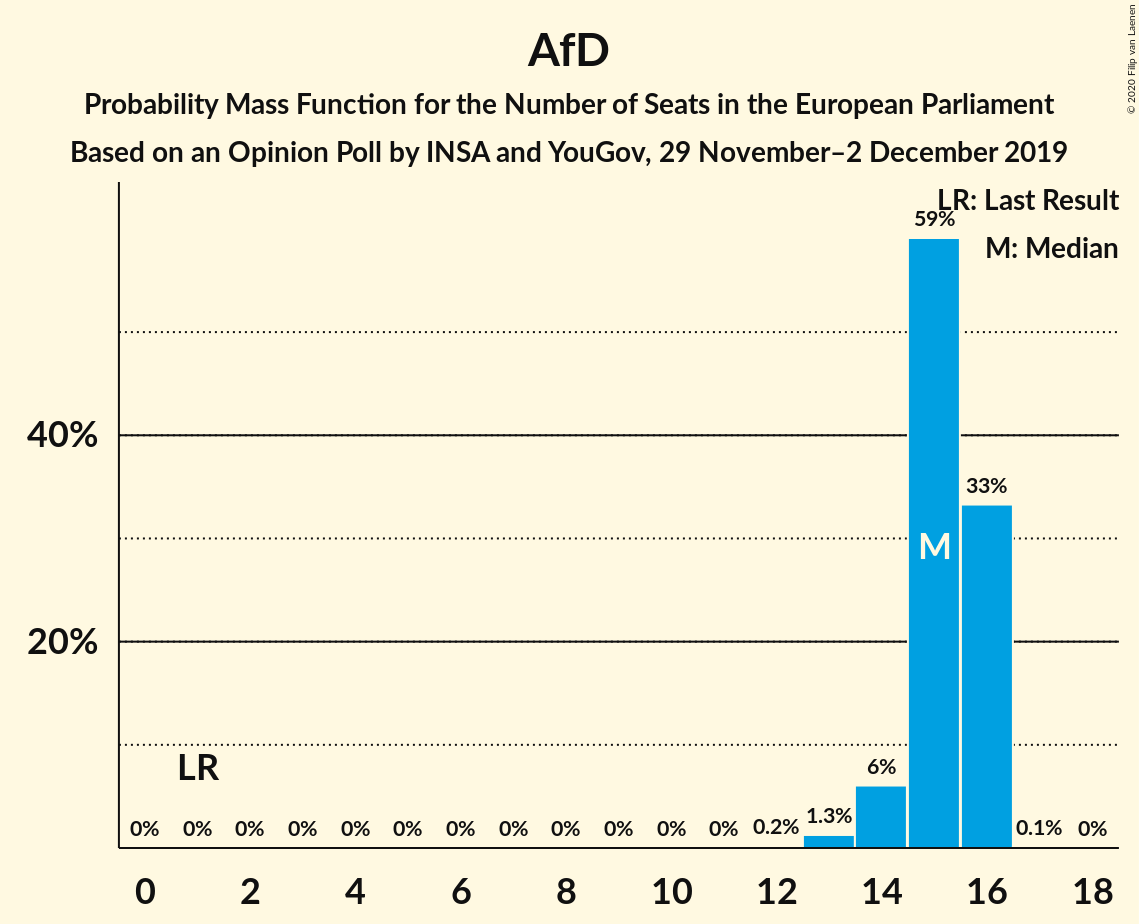 AfD
Probability Mass Function for the Number of Seats in the European Parliament
Based on an Opinion Poll by INSA and YouGov, 29 November–2 December 2019
© 2020 Filip van Laenen
LR: Last Result
M: Median
59%
40%
33%
M
20%
LR
6%
0% 0% 0% 0% 0% 0% 0% 0% 0% 0% 0% 0% 0.2% 1.3% 0.1% 0%
0 2 4 6 8 10 12 14 16 18